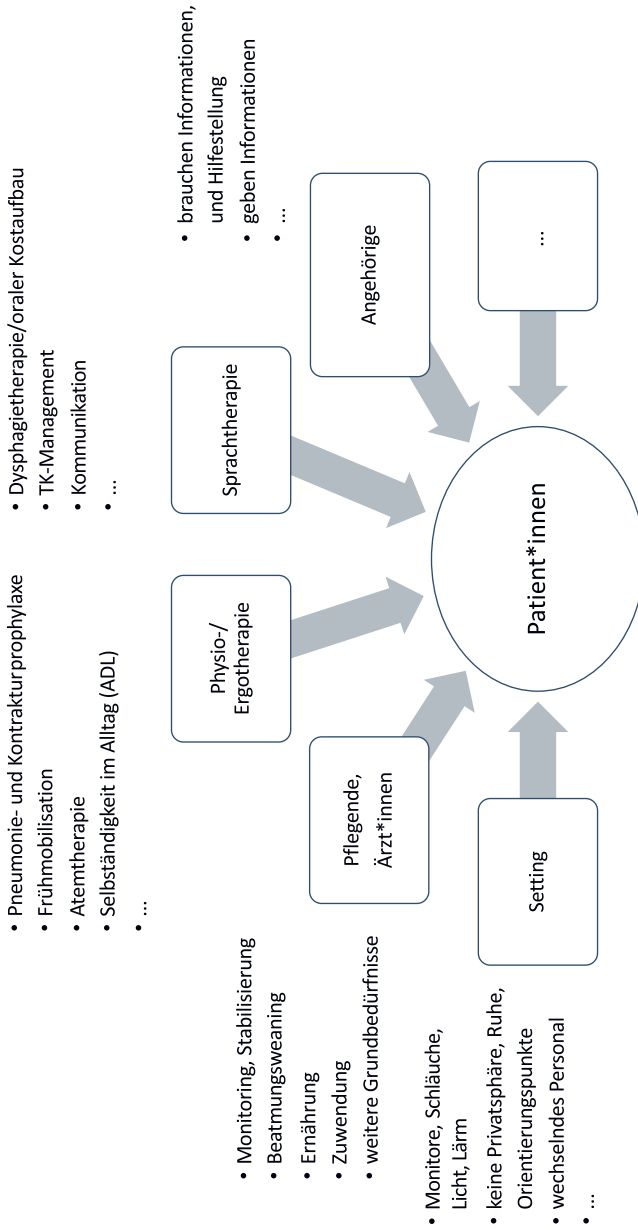 • Pneumonie- und Kontrakturprophylaxe
• Frühmobilisation
• Atemtherapie
• Selbständigkeit im Alltag (ADL)
• ...
• Dysphagietherapie/oraler Kostaufbau
• TK-Management
• Kommunikation
• ...
• Monitoring, Stabilisierung
• Beatmungsweaning
• Ernährung
• Zuwendung
• weitere Grundbedürfnisse
Physio-/
Ergotherapie
Sprachtherapie
• brauchen Informationen,
und Hilfestellung
• geben Informationen
• ...
Pflegende,
Ärzt*innen
Angehörige
• Monitore, Schläuche,
Licht, Lärm
• keine Privatsphäre, Ruhe,
Orientierungspunkte
• wechselndes Personal
• ...
Setting
Patient*innen
...